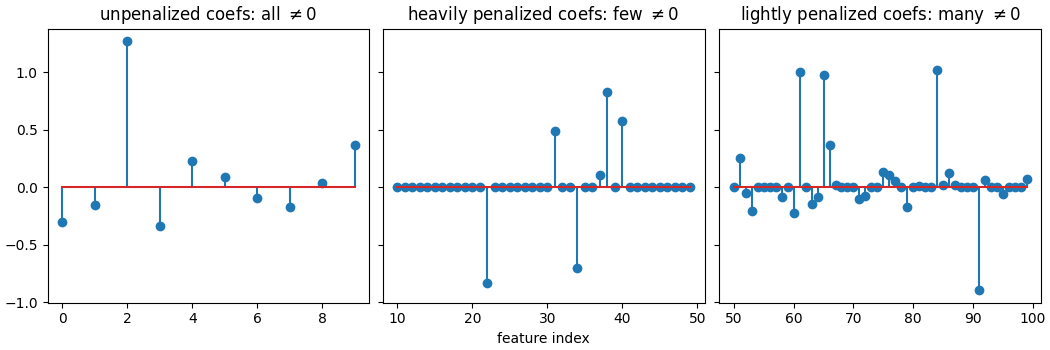 unpenalized coefs: all ≠0
heavily penalized coefs: few ≠0
lightly penalized coefs: many ≠0
1.0
0.5
0.0
−0.5
−1.0
0 2 4 6 8
10 20 30 40 50
50 60 70 80 90 100
feature index